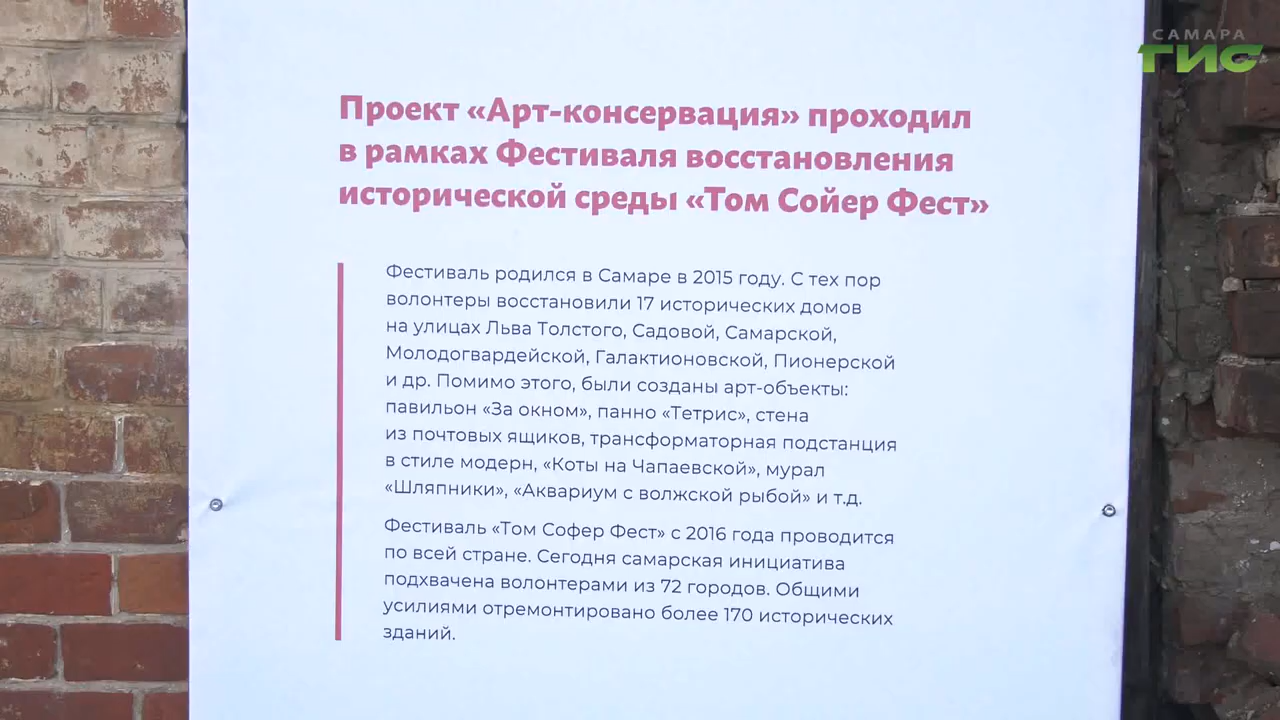 САМАРА
ГИС
Проект «Арт-консервация» проходил
в рамках Фестиваля восстановления
исторической среды «Том Сойер Фест»
Фестиваль родился в Самаре в 2015 году. С тех пор
волонтеры восстановили 17 исторических домов
на улицах Льва Толстого, Садовой, Самарской,
Молодогвардейской, Галактионовской, Пионерской
и др. Помимо этого, были созданы арт-объекты:
павильон «За окном», панно «Тетрис», стена
из почтовых ящиков, трансформаторная подстанция
в стиле модерн, «Коты на Чапаевской», мурал
«Шляпники», «Аквариум с волжской рыбой» и т.д.
Фестиваль «Том Софер Фест» с 2016 года проводится
по всей стране. Сегодня самарская инициатива
подхвачена волонтерами из 72 городов. Общими
усилиями отремонтировано более 170 исторических
зданий.